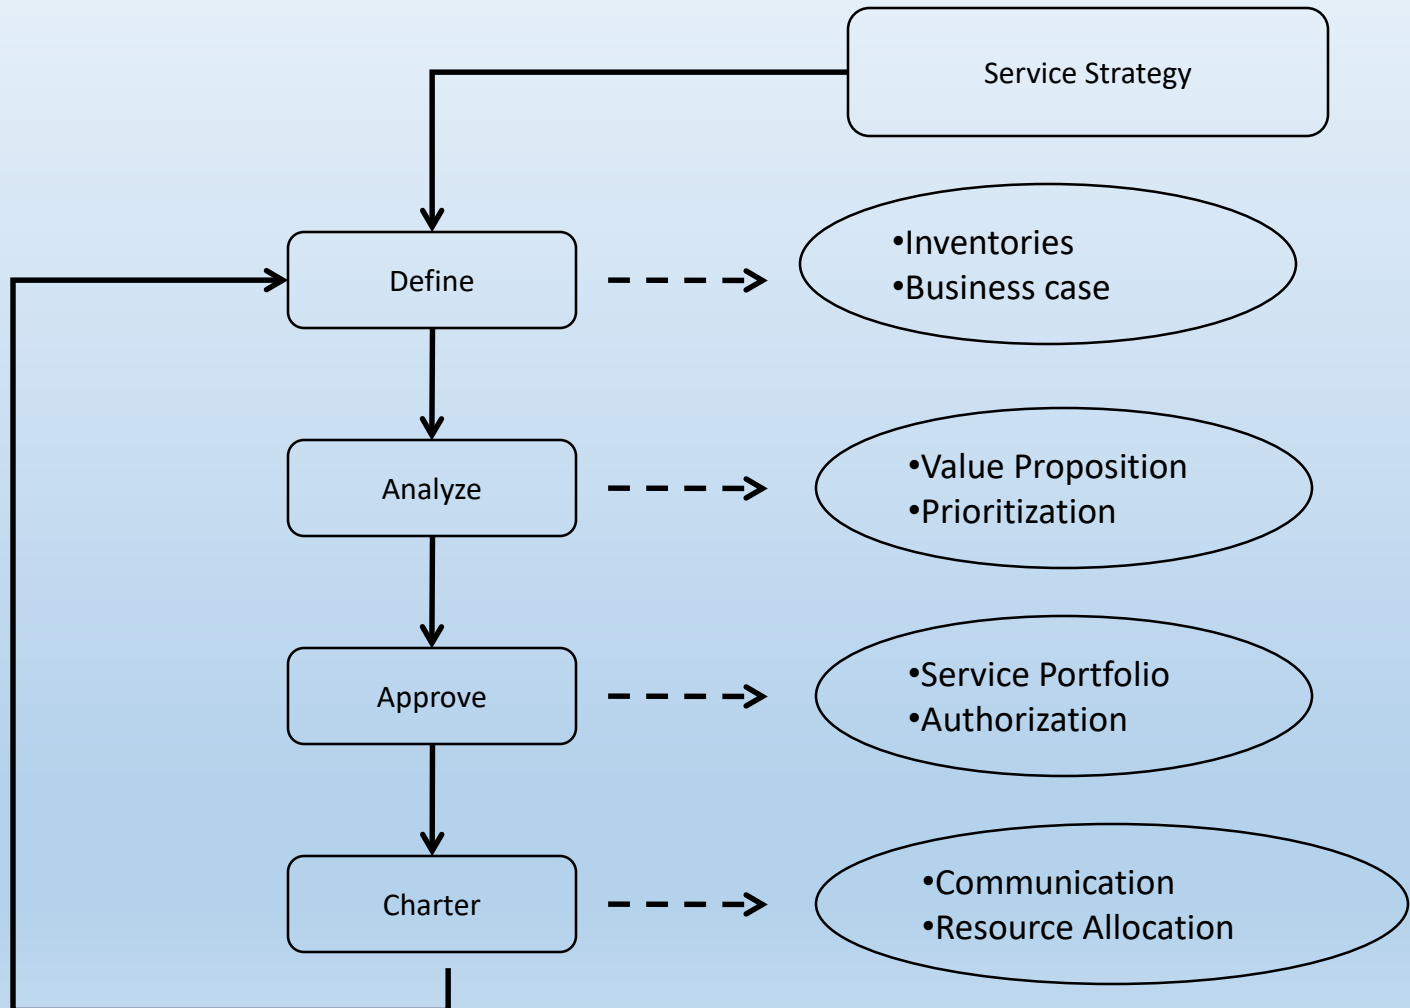 Service Strategy
Define
•Inventories
•Business case
Analyze
•Value Proposition
•Prioritization
Approve
•Service Portfolio
•Authorization
Charter
•Communication
•Resource Allocation